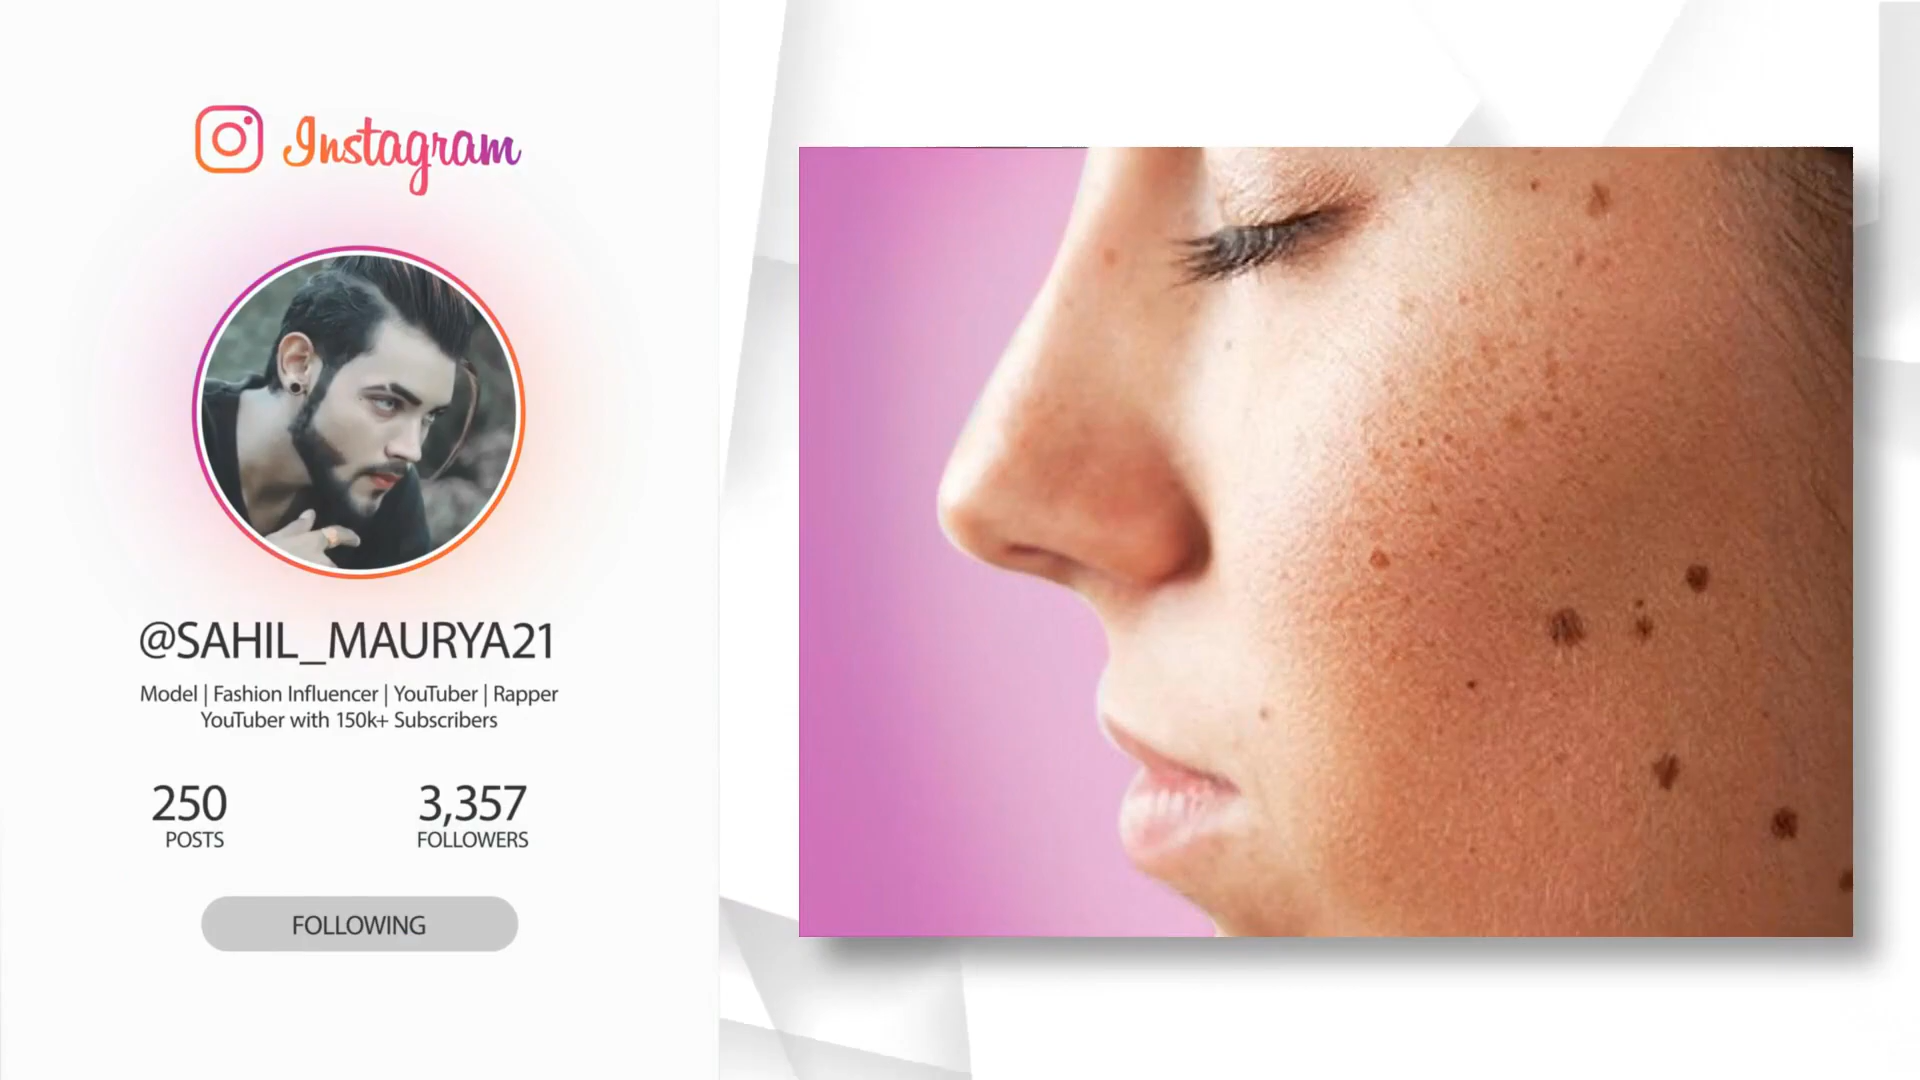 Instagram
@SAHIL_MAURYA21
Model | Fashion Influencer | YouTuber | Rapper
YouTuber with 150k+ Subscribers
250
POSTS
3,357
FOLLOWERS
FOLLOWING